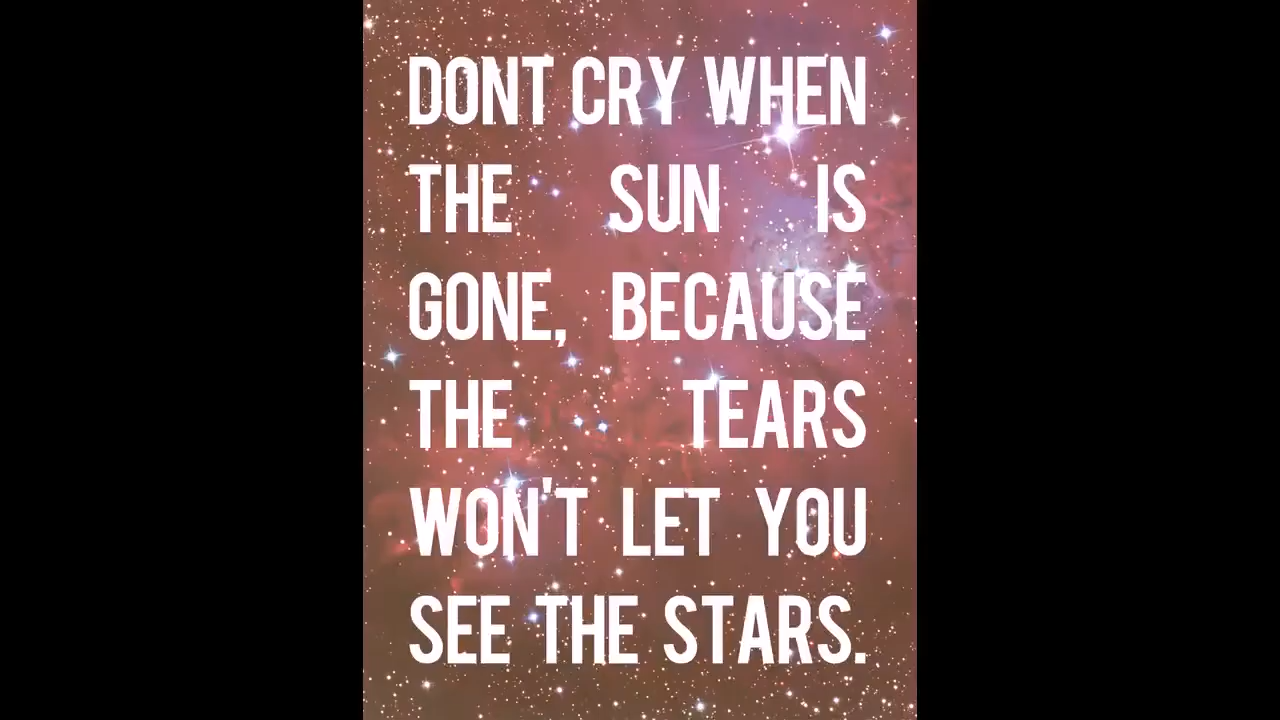 DONT CRY WHEN
THE SUN IS
GONE, BECAUSE
THE TEARS
WON'T LET YOU
SEE THE STARS.